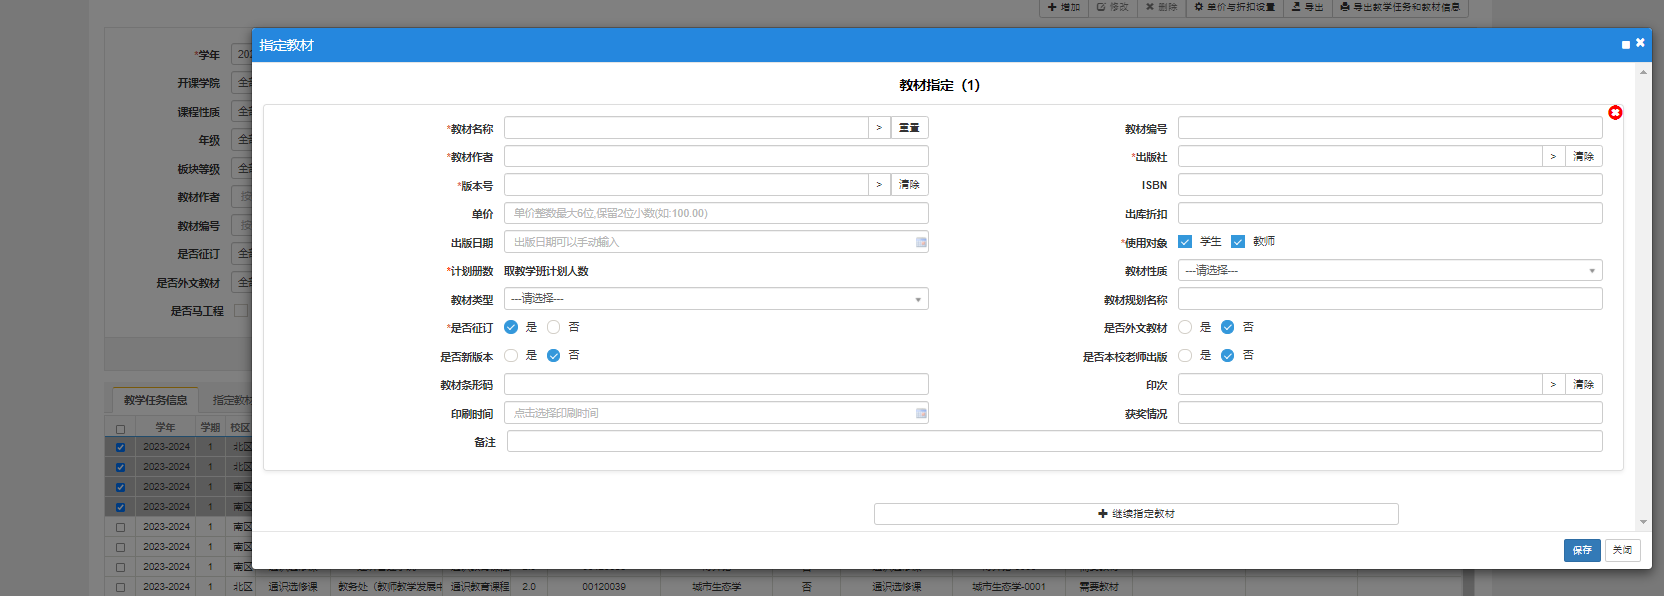 增加 修改 删除 单价与折扣设置 导出 导出教学任务和教材信息
指定教材
教材指定（1）
*学年
开课学院
课程性质
年级
板块等级
教材作者
教材编号
是否征订
是否外文教材
是否马工程
*教材名称 > 重置 教材编号
*教材作者 *出版社 > 清除
*版本号 > 清除 ISBN
单价 单价整数最大6位,保留2位小数(如:100.00) 出库折扣
出版日期 出版日期可以手动输入 *使用对象 学生 教师
*计划册数 取教学班计划人数 教材性质 ---请选择---
教材类型 ---请选择--- 教材规划名称
*是否征订 是 否 是否外文教材 是 否
是否新版本 是 否 是否本校老师出版 是 否
教材条形码 印次 > 清除
印刷时间 点击选择印刷时间 获奖情况
备注
继续指定教材
保存 关闭
教学任务信息 指定教材
学年 学期 校区
2023-2024 1 北区
2023-2024 1 北区
2023-2024 1 南区
2023-2024 1 南区
2023-2024 1 南区
2023-2024 1 南区
2023-2024 1 南区
2023-2024 1 北区 通识选修课 教务处（教师教学发展中 通识教育课程 2.0 00120039 城市生态学 否 通识选修课 城市生态学-0001 需要教材